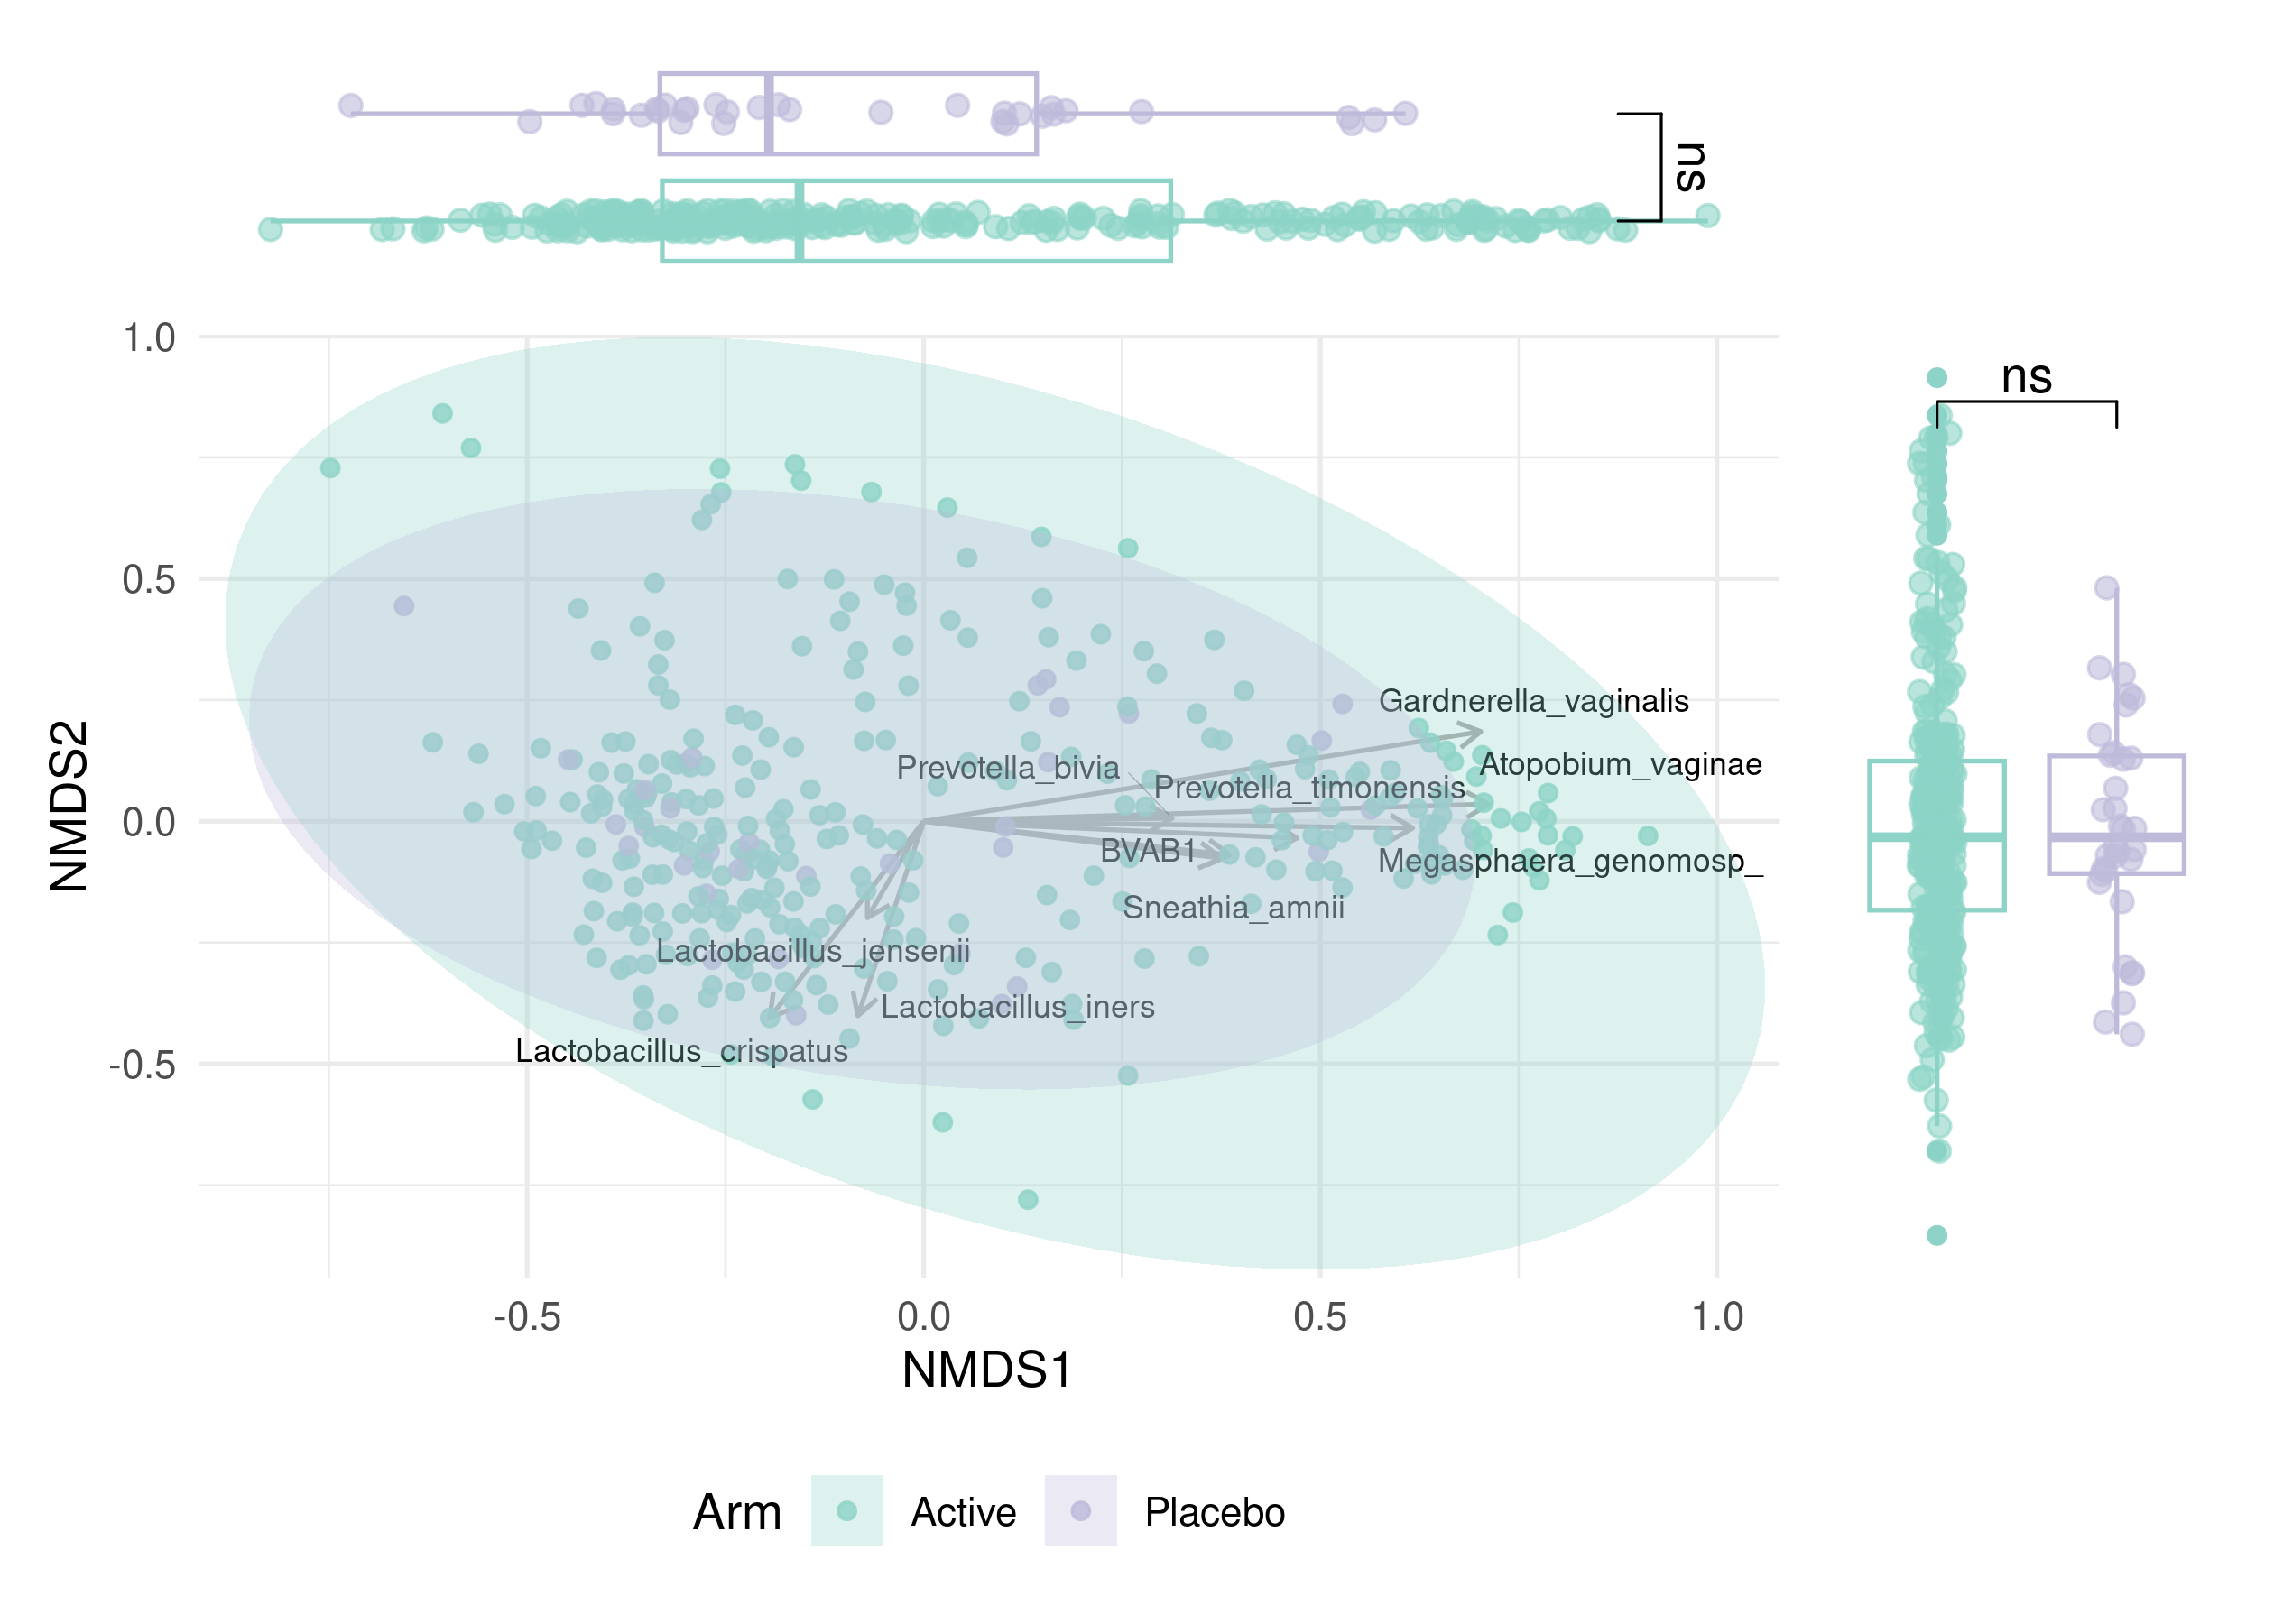 ns
ns
1.0
0.5
0.0
-0.5
NMDS2
Gardnerella_vaginalis
Prevotella_bivia
Atopobium_vaginae
Prevotella_timonensis
BVAB1
Megasphaera_genomosp_
Sneathia_amnii
Lactobacillus_jensenii
Lactobacillus_iners
Lactobacillus_crispatus
-0.5 0.0 0.5 1.0
NMDS1
Arm Active Placebo